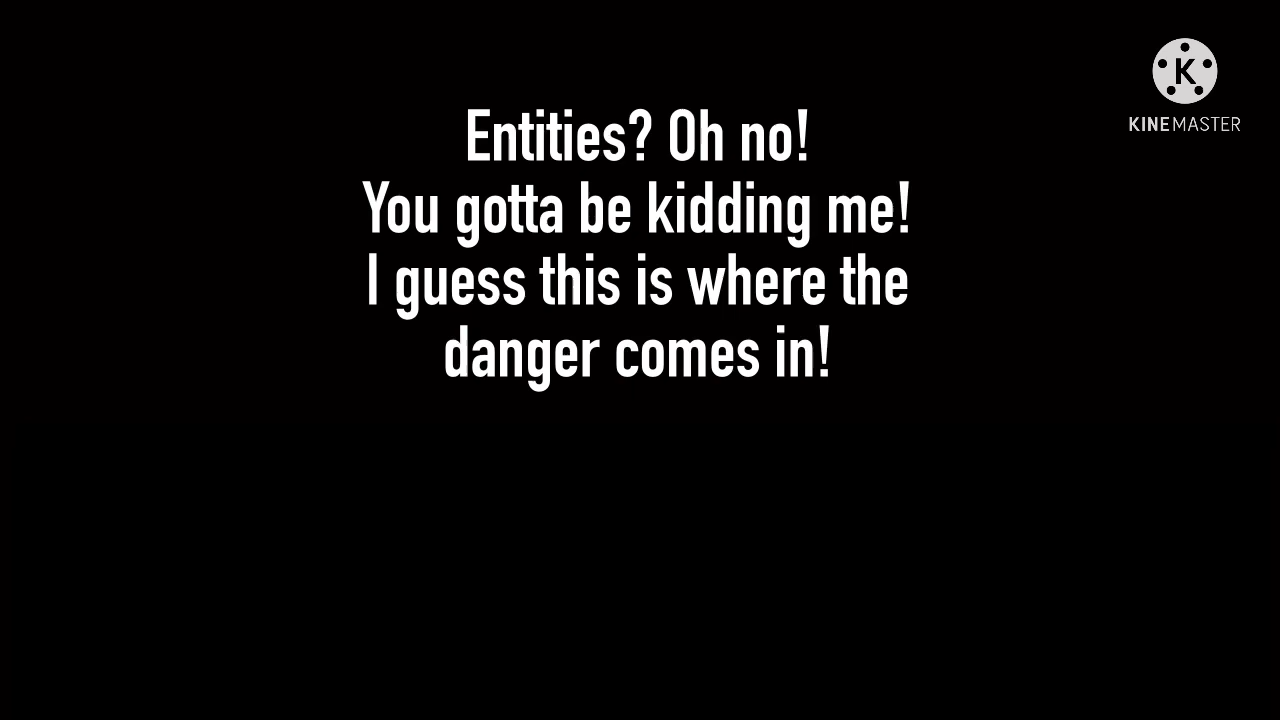 Entities? Oh no!
You gotta be kidding me!
I guess this is where the
danger comes in!
K
KINEMASTER